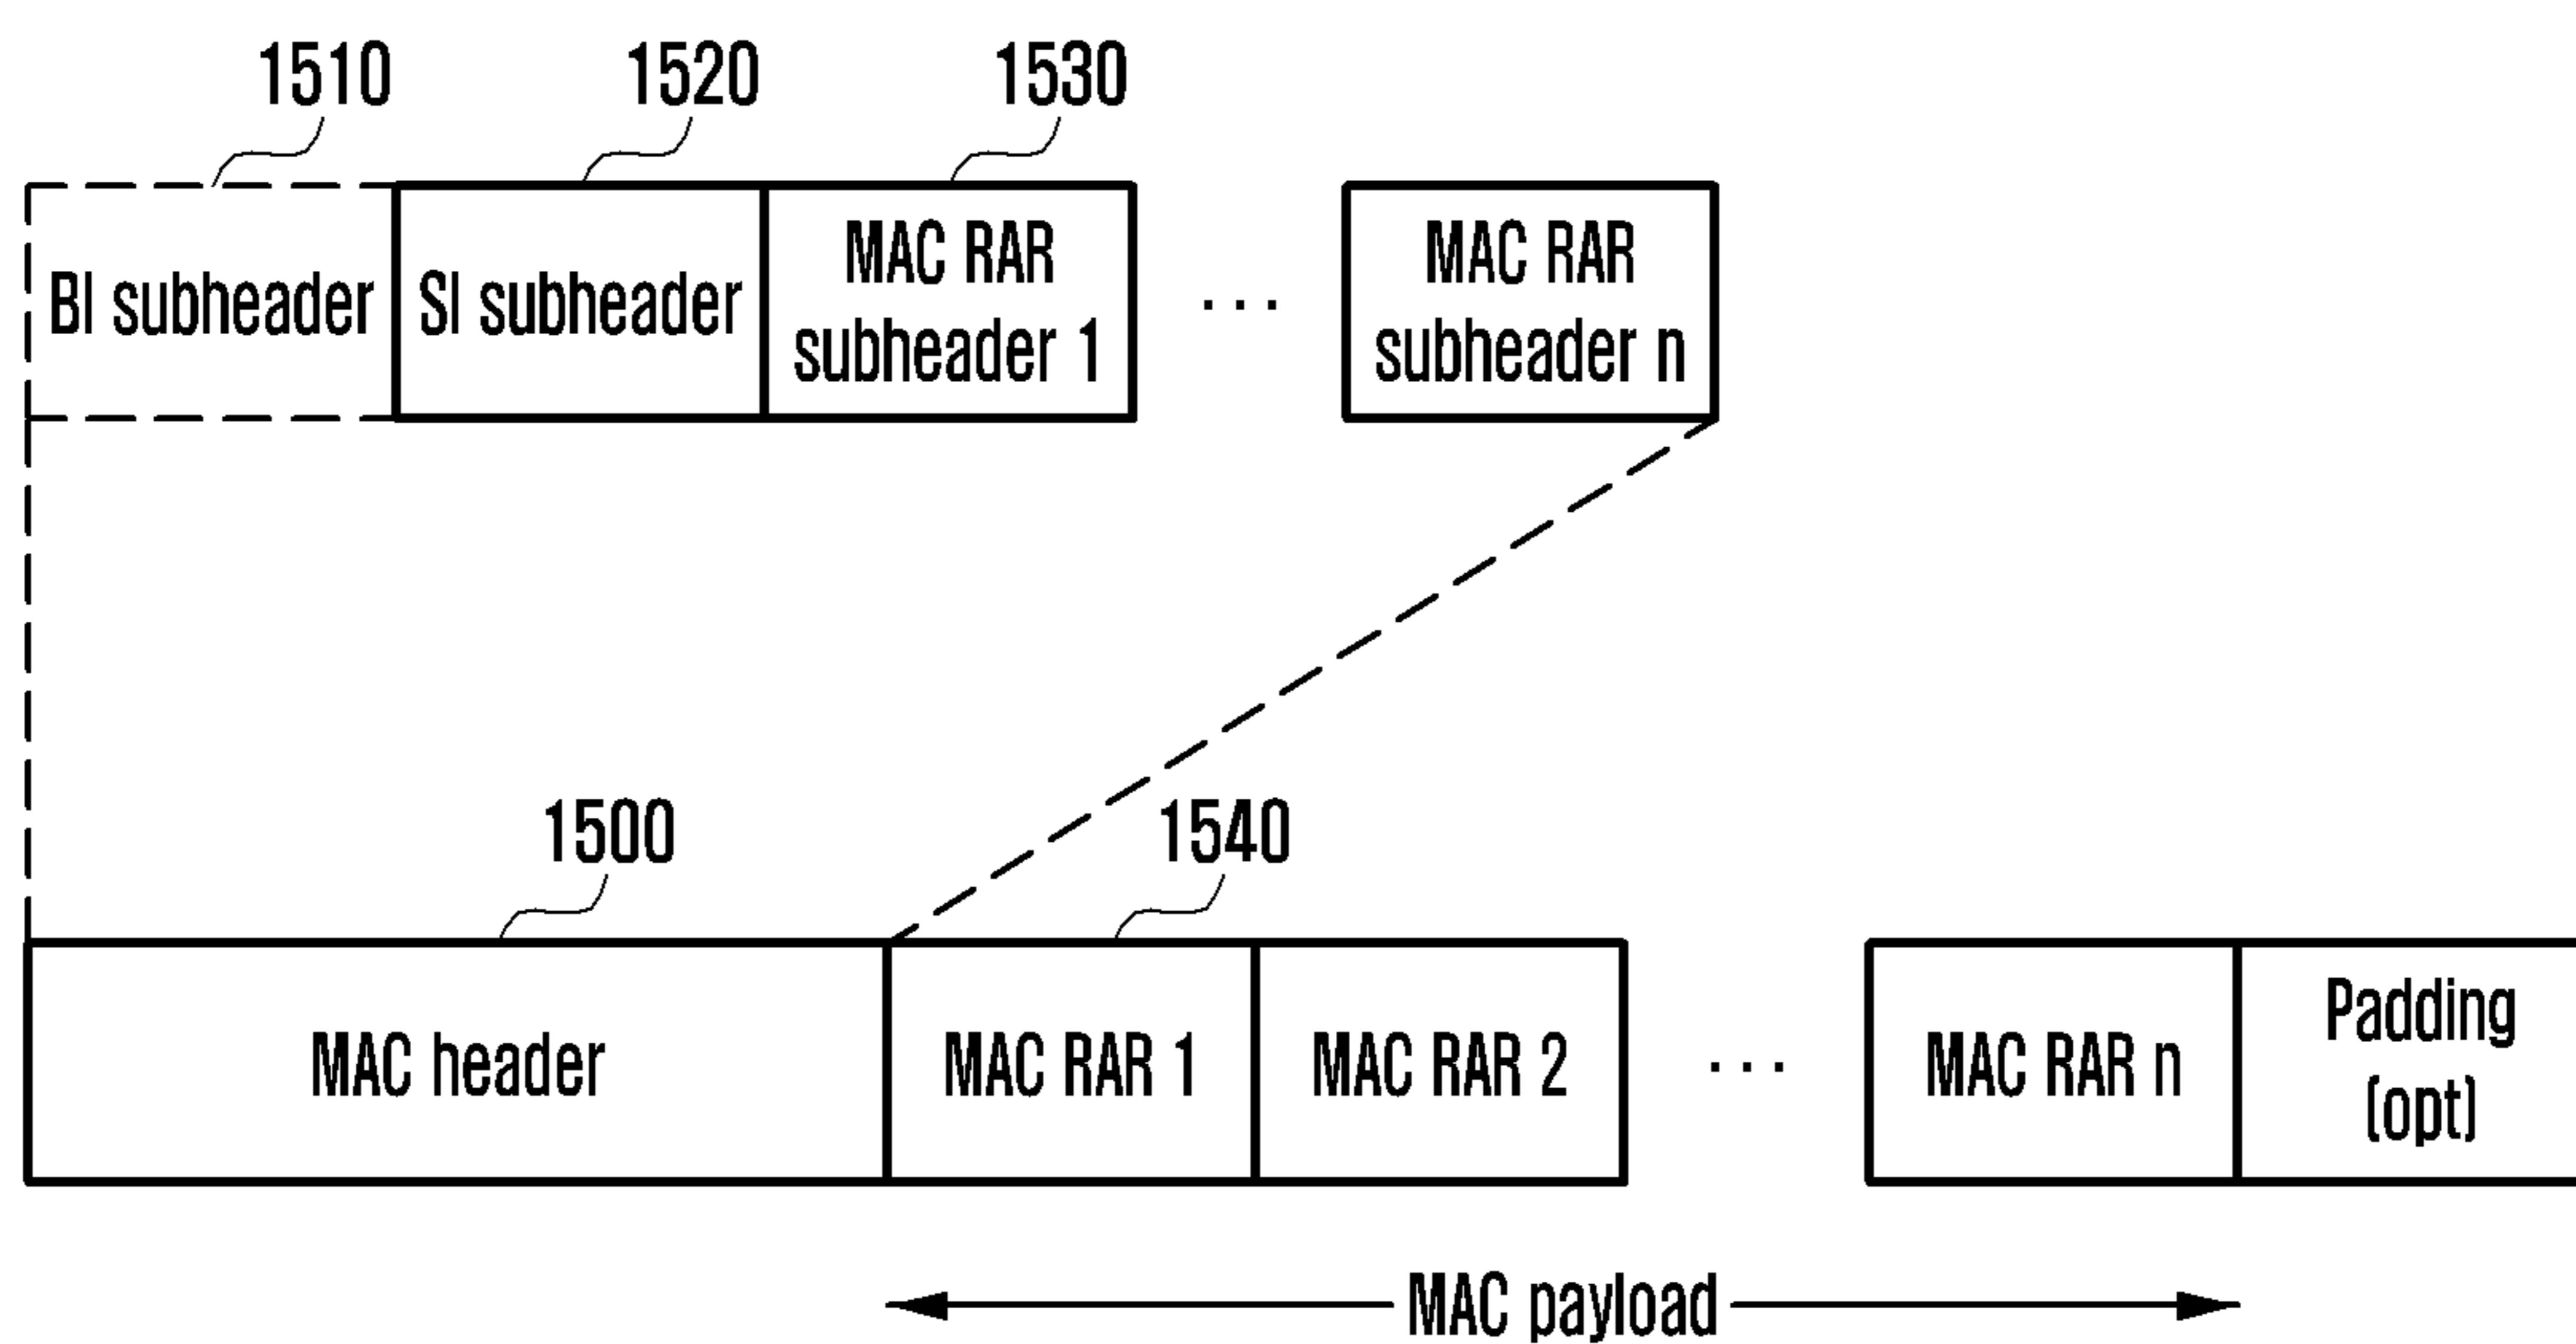 1510 1520 1530
BI subheader SI subheader MAC RAR subheader 1 ... MAC RAR subheader n
1500 1540
MAC header MAC RAR 1 MAC RAR 2 ... MAC RAR n Padding (opt)
MAC payload